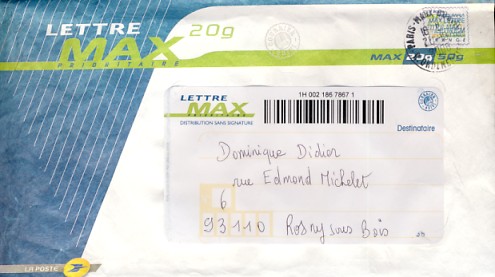 LETTRE 20g
MAX
PRIORITAIRE
MAX 20g 50g
LETTRE
MAX
PRIORITAIRE
DISTRIBUTION SANS SIGNATURE
1H 002 186 7867 1
Destinataire
Dominique Didier
rue Edmond Michelet
6
93110 Rosny sous Bois
LA POSTE